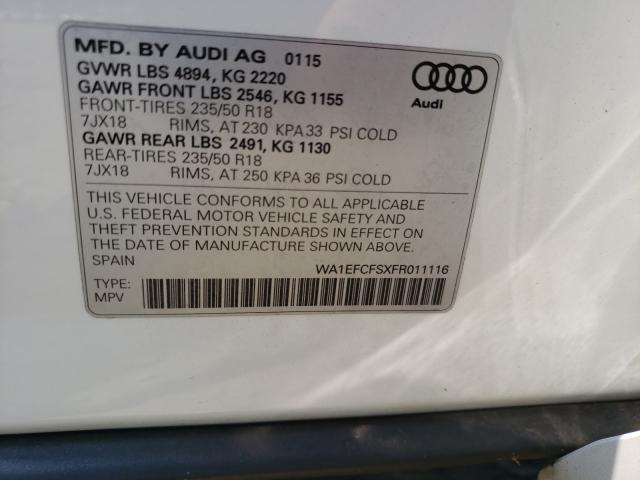 MFD. BY AUDI AG 0115
GVWR LBS 4894, KG 2220
GAWR FRONT LBS 2546, KG 1155
FRONT-TIRES 235/50 R18
7JX18 RIMS, AT 230 KPA 33 PSI COLD
GAWR REAR LBS 2491, KG 1130
REAR-TIRES 235/50 R18
7JX18 RIMS, AT 250 KPA 36 PSI COLD
Audi
THIS VEHICLE CONFORMS TO ALL APPLICABLE
U.S. FEDERAL MOTOR VEHICLE SAFETY AND
THEFT PREVENTION STANDARDS IN EFFECT ON
THE DATE OF MANUFACTURE SHOWN ABOVE.
SPAIN
WA1EFCFSXFR011116
TYPE:
MPV